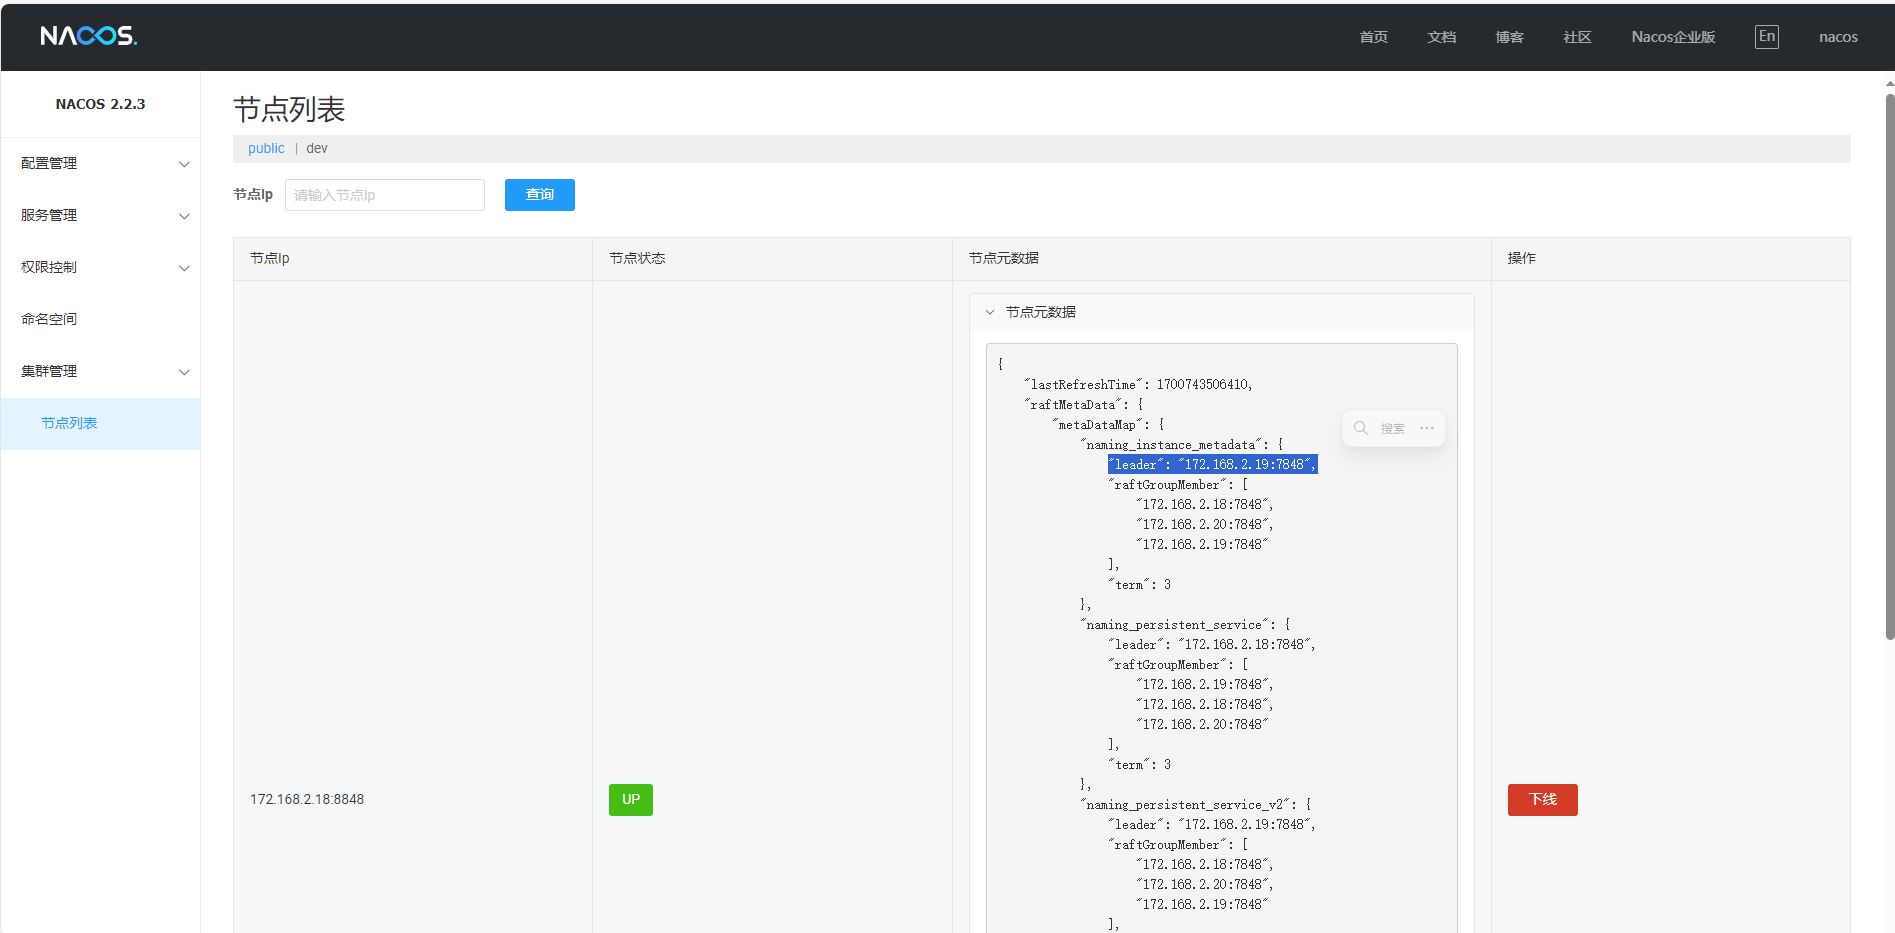 NACOS.
首页 文档 博客 社区 Nacos企业版 En nacos
NACOS 2.2.3
配置管理
服务管理
权限控制
命名空间
集群管理
节点列表
节点列表
public | dev
节点Ip 请输入节点Ip 查询
节点Ip 节点状态 节点元数据 操作
172.168.2.18:8848 UP
节点元数据
{
"lastRefreshTime": 1700743506410,
"raftMetaData": {
"metaDataMap": {
"naming_instance_metadata": {
"leader": "172.168.2.19:7848",
"raftGroupMember": [
"172.168.2.18:7848",
"172.168.2.20:7848",
"172.168.2.19:7848"
],
"term": 3
},
"naming_persistent_service": {
"leader": "172.168.2.18:7848",
"raftGroupMember": [
"172.168.2.19:7848",
"172.168.2.18:7848",
"172.168.2.20:7848"
],
"term": 3
},
"naming_persistent_service_v2": {
"leader": "172.168.2.19:7848",
"raftGroupMember": [
"172.168.2.18:7848",
"172.168.2.20:7848",
"172.168.2.19:7848"
],
搜索 ···
下线